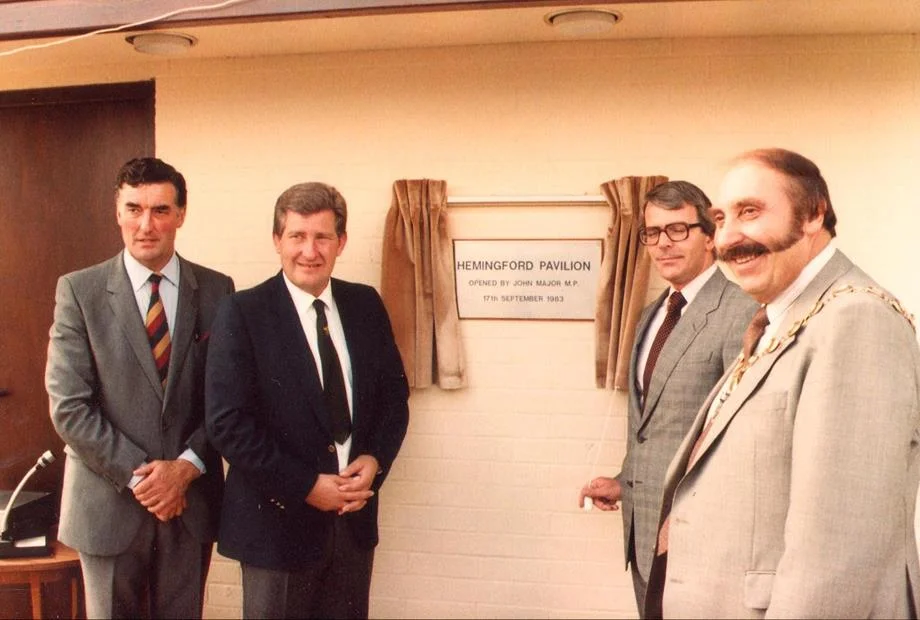 HEMINGFORD PAVILION
OPENED BY JOHN MAJOR M.P.
17th SEPTEMBER 1983